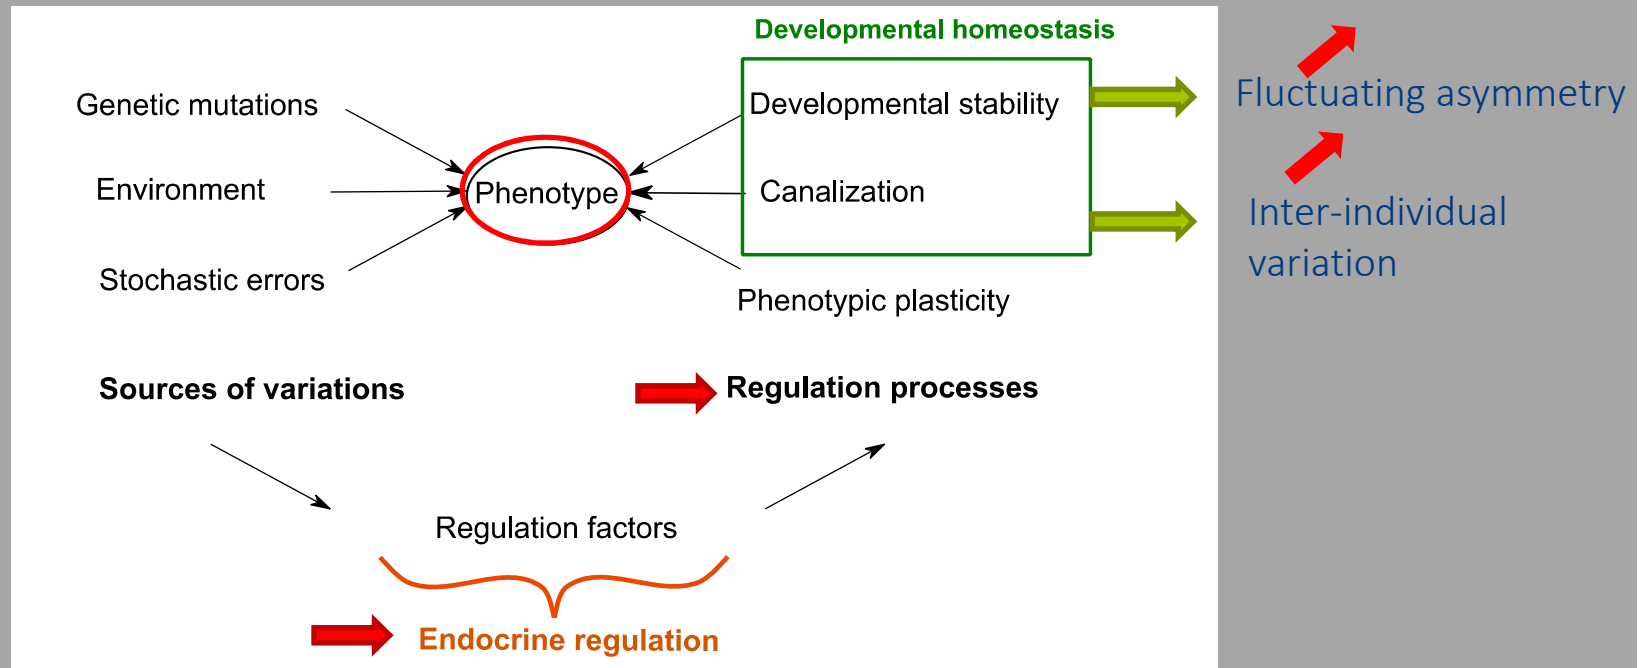 Developmental homeostasis
Genetic mutations
Developmental stability
Fluctuating asymmetry
Environment
Phenotype
Canalization
Inter-individual
variation
Stochastic errors
Phenotypic plasticity
Sources of variations
Regulation processes
Regulation factors
Endocrine regulation